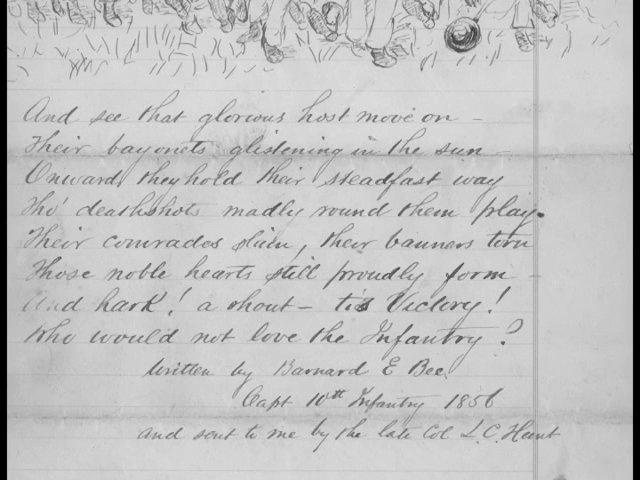 And see that glorious host move on –
Their bayonets glistening in the sun –
Onward they hold their steadfast way
Tho' deathshots madly round them play.
Their comrades slain, their banners torn
Those noble hearts still proudly form –
And hark! a shout – tis Victory!
Who would not love the Infantry?
Written by Barnard E Bee.
Capt 10th Infantry 1856
and sent to me by the late Col L. C. Hunt